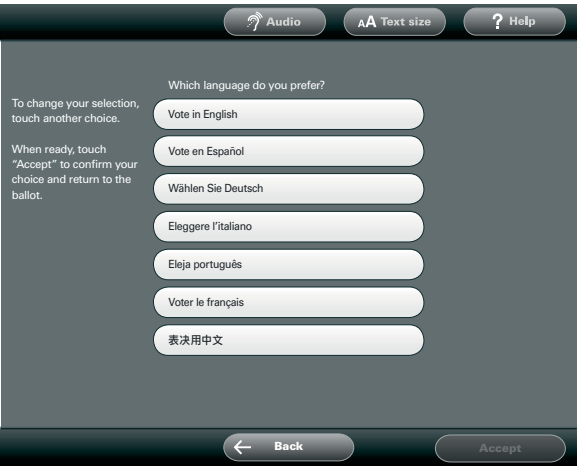 Audio
AA Text size
? Help
Which language do you prefer?
To change your selection,
touch another choice.
When ready, touch
“Accept” to confirm your
choice and return to the
ballot.
Vote in English
Vote en Español
Wählen Sie Deutsch
Eleggere l’italiano
Eleja português
Voter le français
表决用中文
← Back
Accept